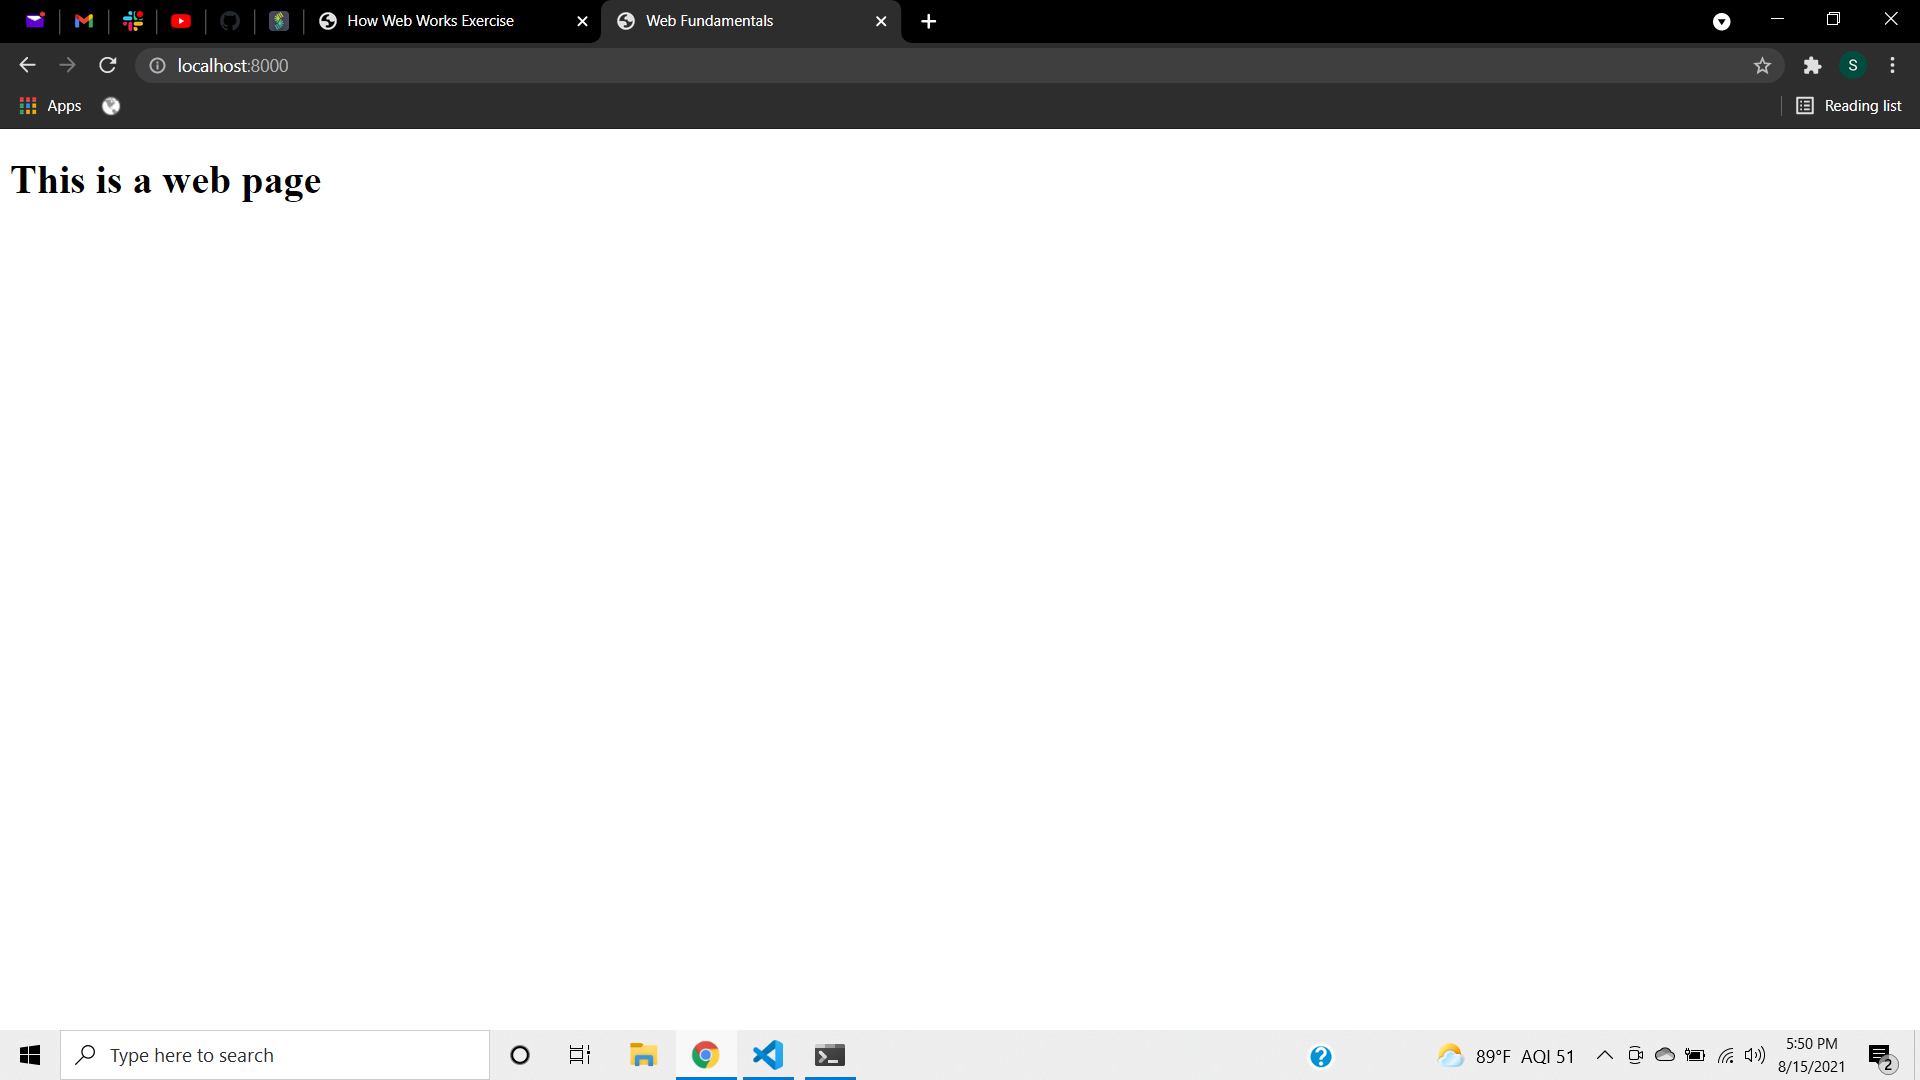 How Web Works Exercise
Web Fundamentals
localhost:8000
S
Apps
Reading list
This is a web page
Type here to search
89°F AQI 51
5:50 PM
8/15/2021
2